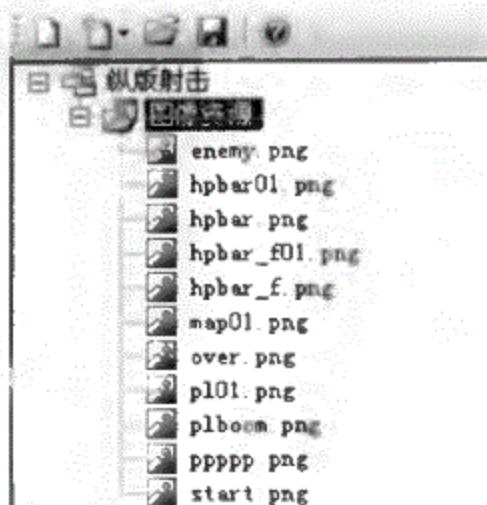 纵版射击
图像资源
enemy.png
hpbar01.png
hpbar.png
hpbar_f01.png
hpbar_f.png
map01.png
over.png
pl01.png
plboom.png
ppppp.png
start.png